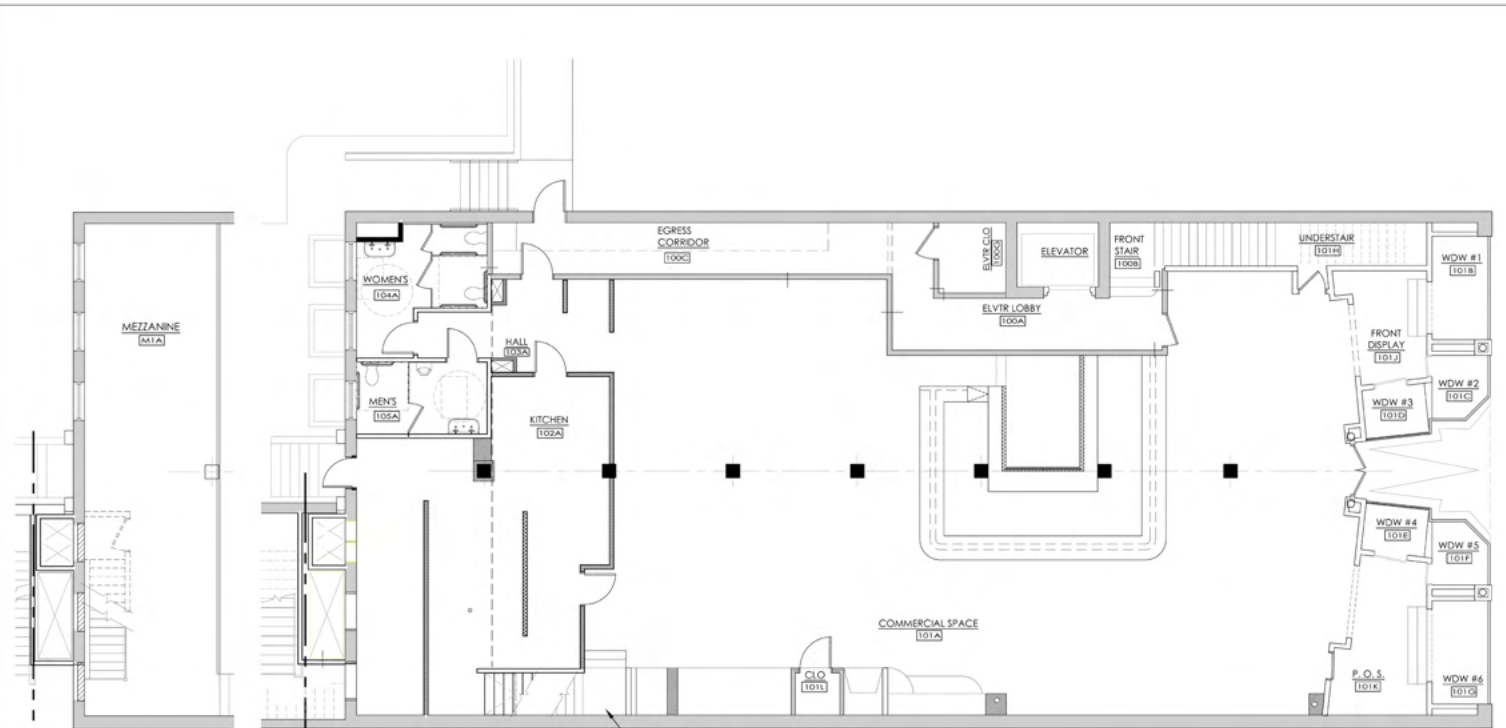 MEZZANINE
M1A
WOMEN'S
104A
MEN'S
105A
HALL
103A
KITCHEN
102A
EGRESS
CORRIDOR
100C
ELVTR CLO
100G
ELEVATOR
FRONT
STAIR
100B
UNDERSTAIR
101H
ELVTR LOBBY
100A
WDW #1
101B
FRONT
DISPLAY
101J
WDW #2
101C
WDW #3
101D
WDW #4
101E
WDW #5
101F
COMMERCIAL SPACE
101A
CLO
101L
P.O.S.
101K
WDW #6
101G